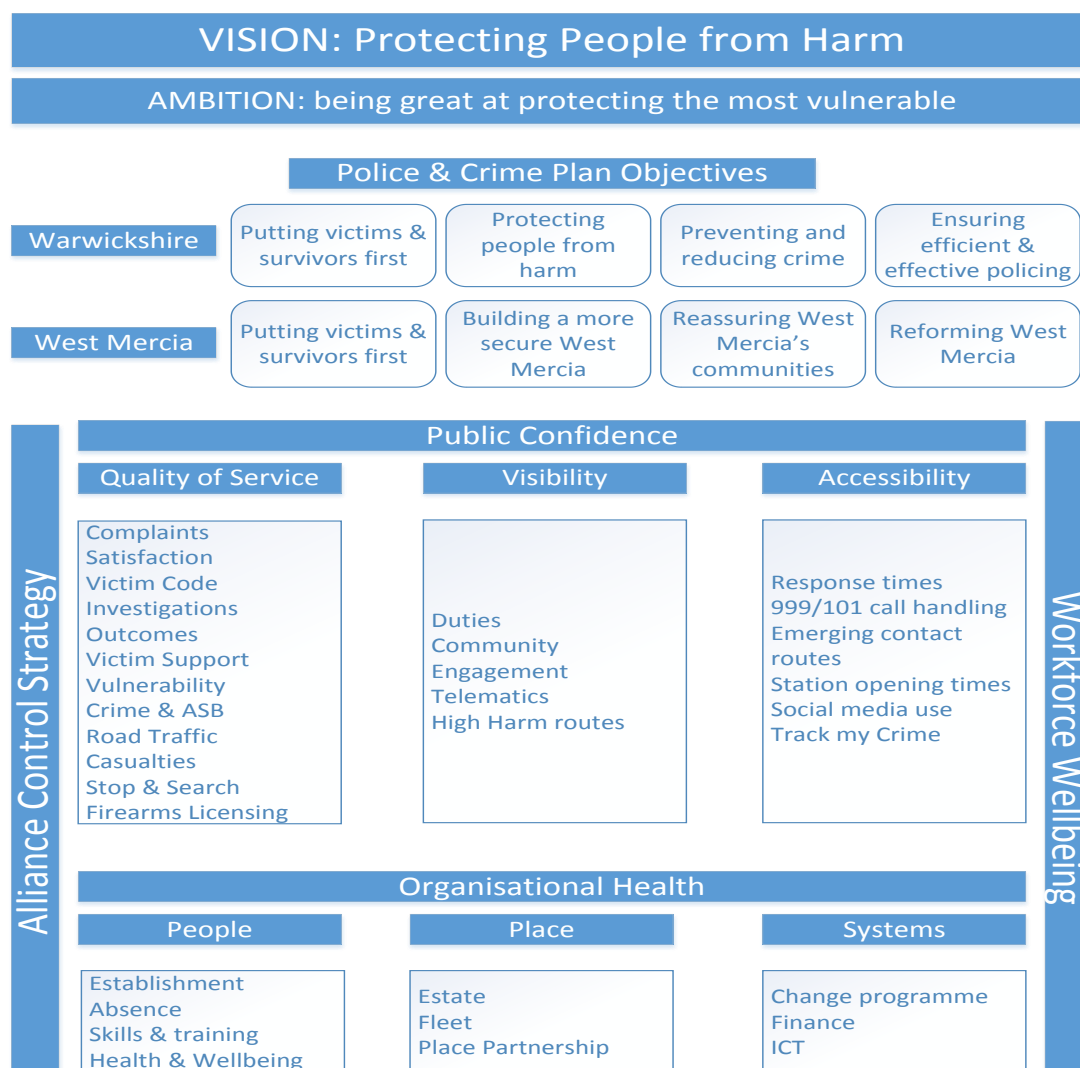 VISION: Protecting People from Harm
AMBITION: being great at protecting the most vulnerable
Police & Crime Plan Objectives
Warwickshire
Putting victims &
survivors first
Protecting
people from
harm
Preventing and
reducing crime
Ensuring
efficient &
effective policing
West Mercia
Putting victims &
survivors first
Building a more
secure West
Mercia
Reassuring West
Mercia’s
communities
Reforming West
Mercia
Alliance Control Strategy
Public Confidence
Quality of Service
Complaints
Satisfaction
Victim Code
Investigations
Outcomes
Victim Support
Vulnerability
Crime & ASB
Road Traffic
Casualties
Stop & Search
Firearms Licensing
Visibility
Duties
Community
Engagement
Telematics
High Harm routes
Accessibility
Response times
999/101 call handling
Emerging contact
routes
Station opening times
Social media use
Track my Crime
Workforce Wellbeing
Organisational Health
People
Establishment
Absence
Skills & training
Health & Wellbeing
Place
Estate
Fleet
Place Partnership
Systems
Change programme
Finance
ICT